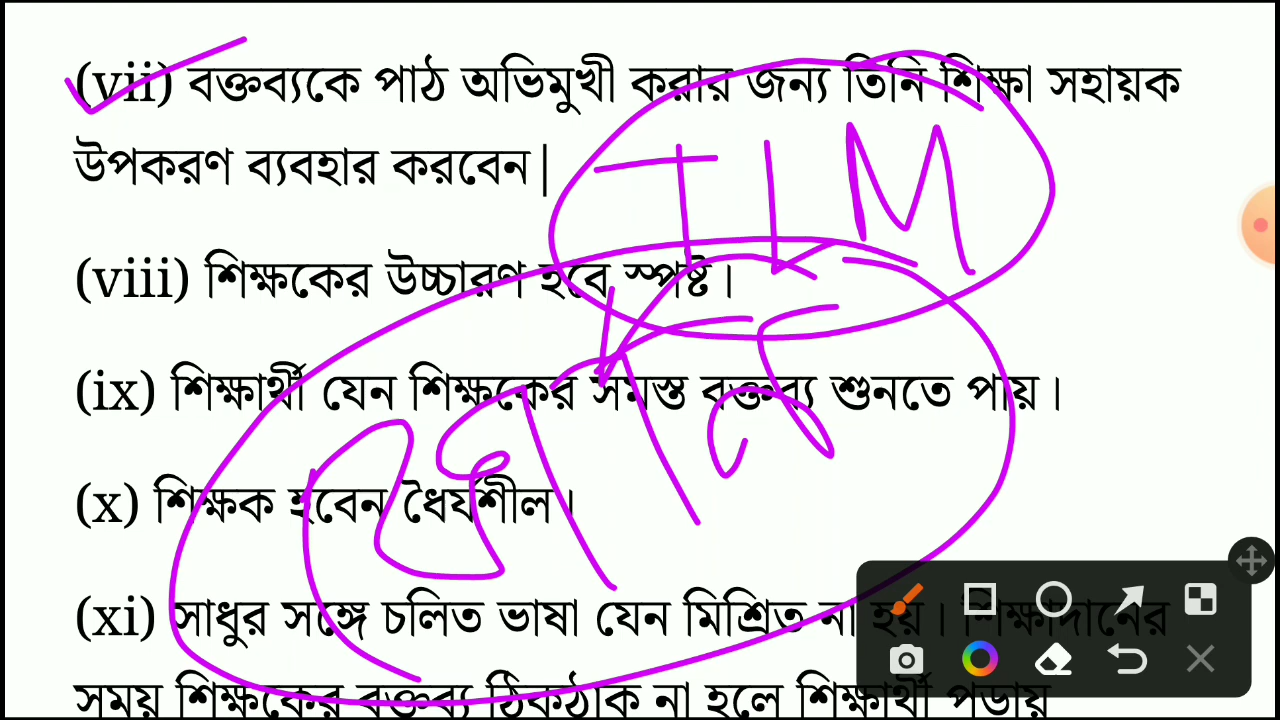 (vii) বক্তব্যকে পাঠ অভিমুখী করার জন্য তিনি শিক্ষা সহায়ক
উপকরণ ব্যবহার করবেন|
TLM
(viii) শিক্ষকের উচ্চারণ হবে স্পষ্ট।
(ix) শিক্ষার্থী যেন শিক্ষকের সমস্ত বক্তব্য শুনতে পায়।
(x) শিক্ষক হবেন ধৈর্যশীল।
(xi) সাধুর সঙ্গে চলিত ভাষা যেন মিশ্রিত না হয়। শিক্ষাদানের
সময় শিক্ষকের বক্তব্য ঠিকঠাক না হলে শিক্ষার্থী পড়ায়